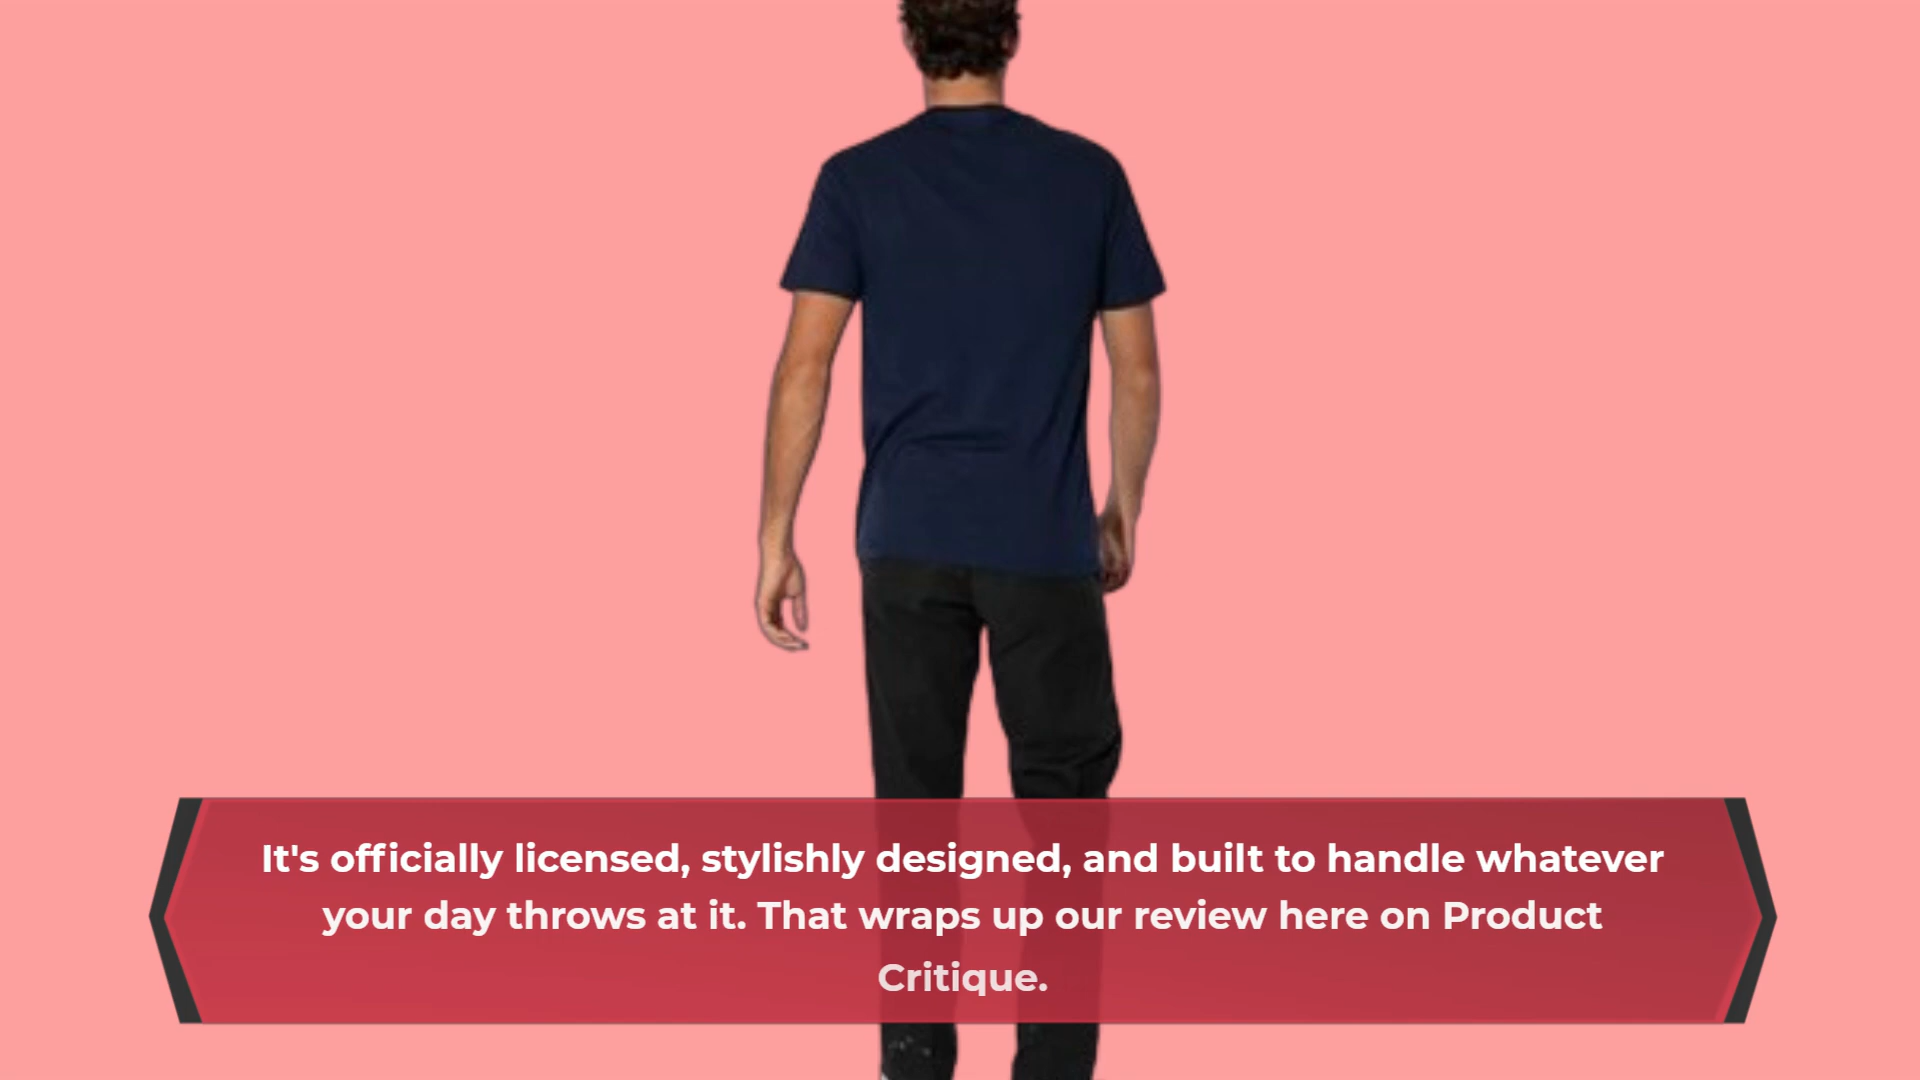 It's officially licensed, stylishly designed, and built to handle whatever
your day throws at it. That wraps up our review here on Product
Critique.